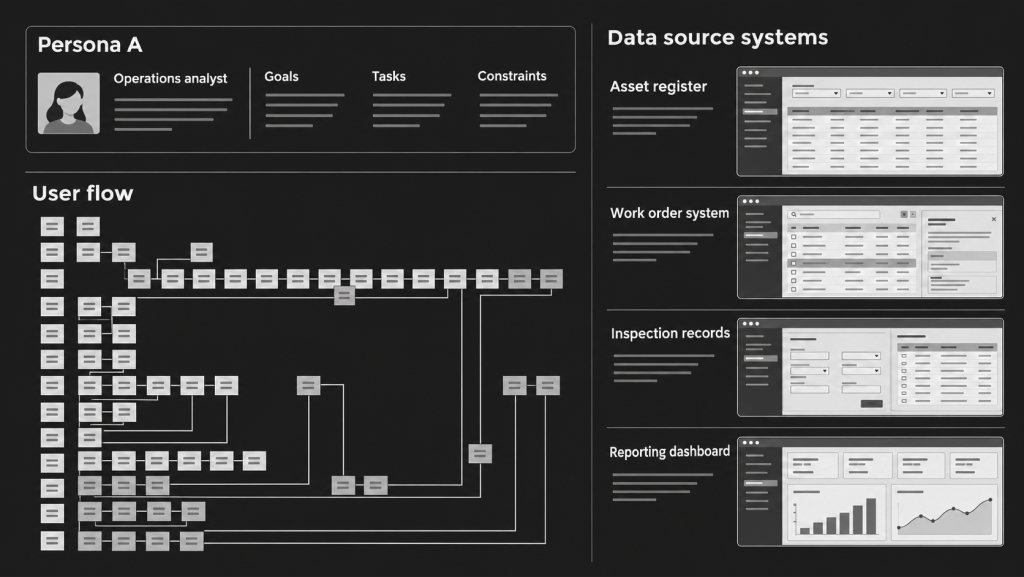 Persona A
Operations analyst
Goals
Tasks
Constraints
User flow
Data source systems
Asset register
Work order system
Inspection records
Reporting dashboard